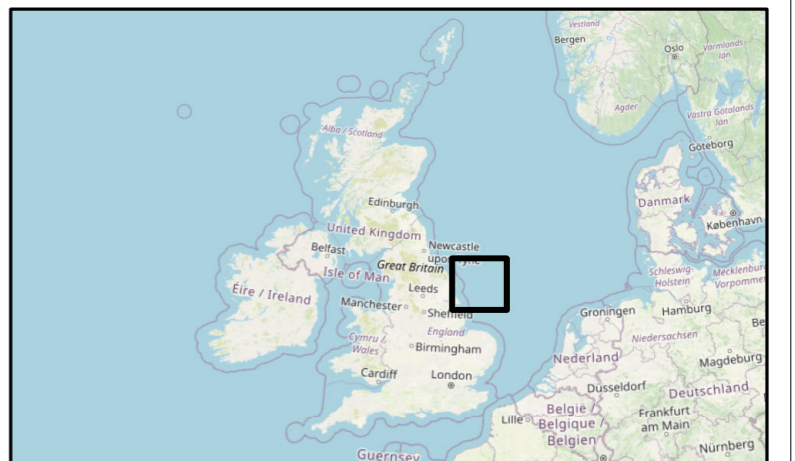 Vestland
Bergen
Oslo
Värmlands
län
Agder
Västra Götalands
län
Alba / Scotland
Göteborg
Edinburgh
Danmark
København
United Kingdom
Belfast
Newcastle
upon Tyne
Great Britain
Isle of Man
Schleswig-
Holstein
Mecklenburg
Vorpommer
Leeds
Éire / Ireland
Manchester
Sheffield
Groningen
Hamburg
England
Be
Cymru /
Wales
Birmingham
Niedersachsen
Nederland
Magdeburg
Cardiff
London
Düsseldorf
Deutschland
Lille
België /
Belgique /
Belgien
Frankfurt
am Main
Nürnberg
Guernsey